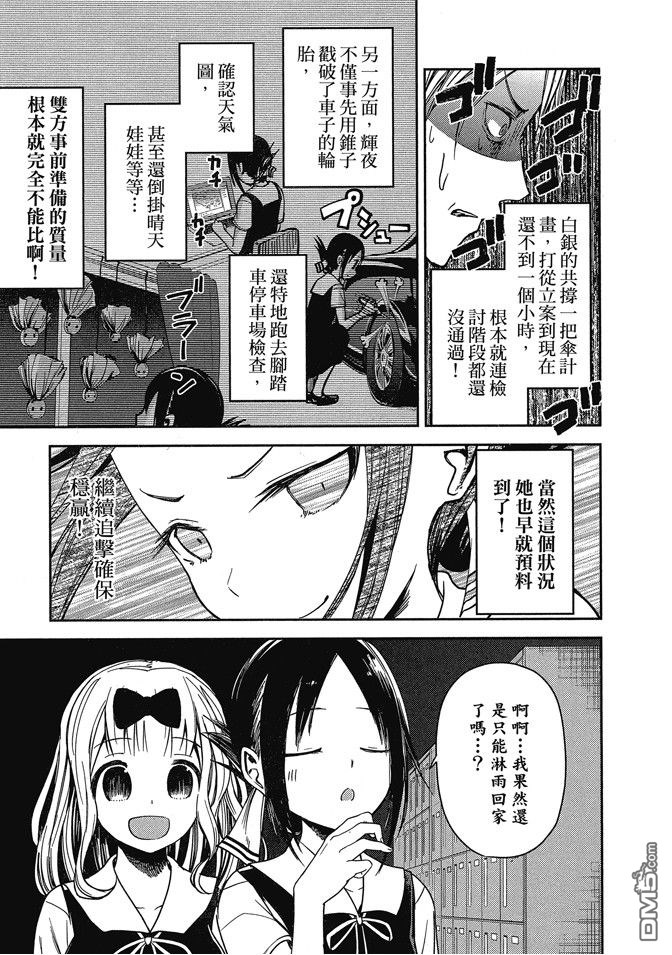 白銀的共撐一把傘計
畫，打從立案到現在
還不到一個小時，
根本就連檢
討階段都還
沒通過！
ゴゴ
ゴゴ
另一方面，輝夜
不僅事先用錐子
戳破了車子的輪
胎，
確認天氣
圖，
甚至還倒掛晴天
娃娃等等…
還特地跑去腳踏
車停車場檢查，
雙方事前準備的質量
根本就完全不能比啊！
カチ
カチ
プシュー
ブラーン
當然這個狀況
她也早就預料
到了！
繼續追擊確保
穩贏！
啊啊…我果然還
是只能淋雨回家
了嗎…？
DM5.com